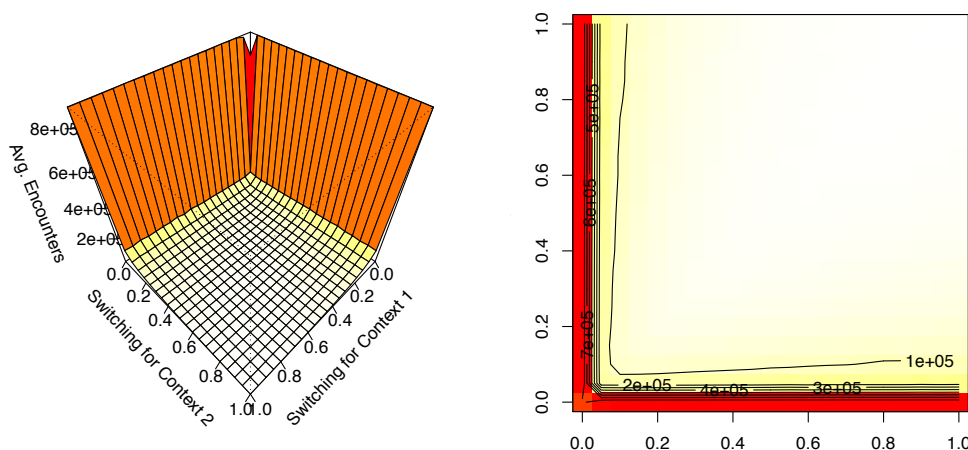 8e+05
6e+05
4e+05
2e+05
Avg. Encounters
0.0
0.2
0.4
0.6
0.8
1.0
Switching for Context 2
0.0
0.2
0.4
0.6
0.8
1.0
Switching for Context 1
1.0
0.8
0.6
0.4
0.2
0.0
5e+05
6e+05
7e+05
1e+05
2e+05
4e+05
3e+05
0.0 0.2 0.4 0.6 0.8 1.0